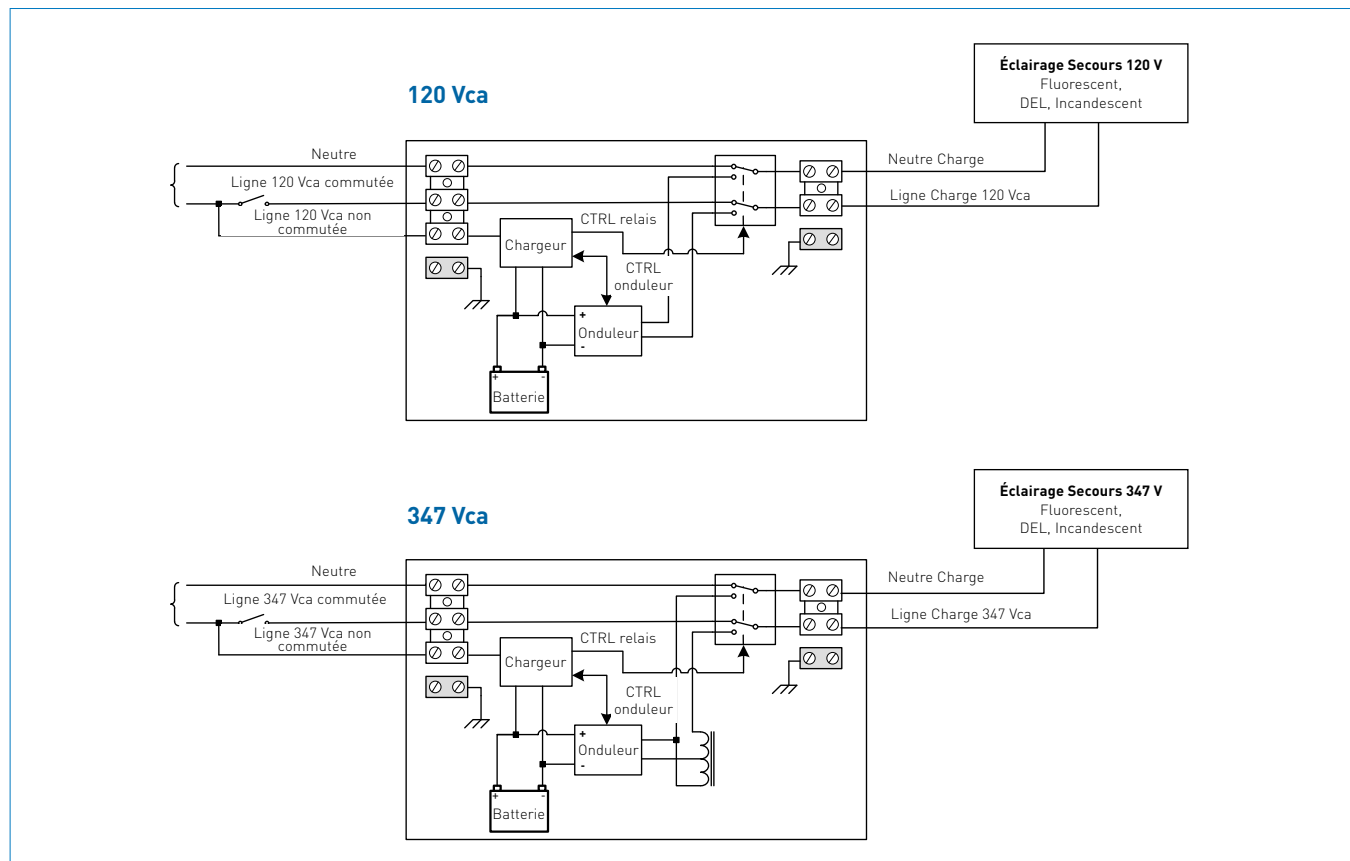 120 Vca
Éclairage Secours 120 V
Fluorescent,
DEL, Incandescent
Neutre
Ligne 120 Vca commutée
Ligne 120 Vca non
commutée
Chargeur
CTRL relais
CTRL
onduleur
+
Onduleur
-
+ -
Batterie
Neutre Charge
Ligne Charge 120 Vca
347 Vca
Éclairage Secours 347 V
Fluorescent,
DEL, Incandescent
Neutre
Ligne 347 Vca commutée
Ligne 347 Vca non
commutée
Chargeur
CTRL relais
CTRL
onduleur
+
Onduleur
-
+ -
Batterie
Neutre Charge
Ligne Charge 347 Vca